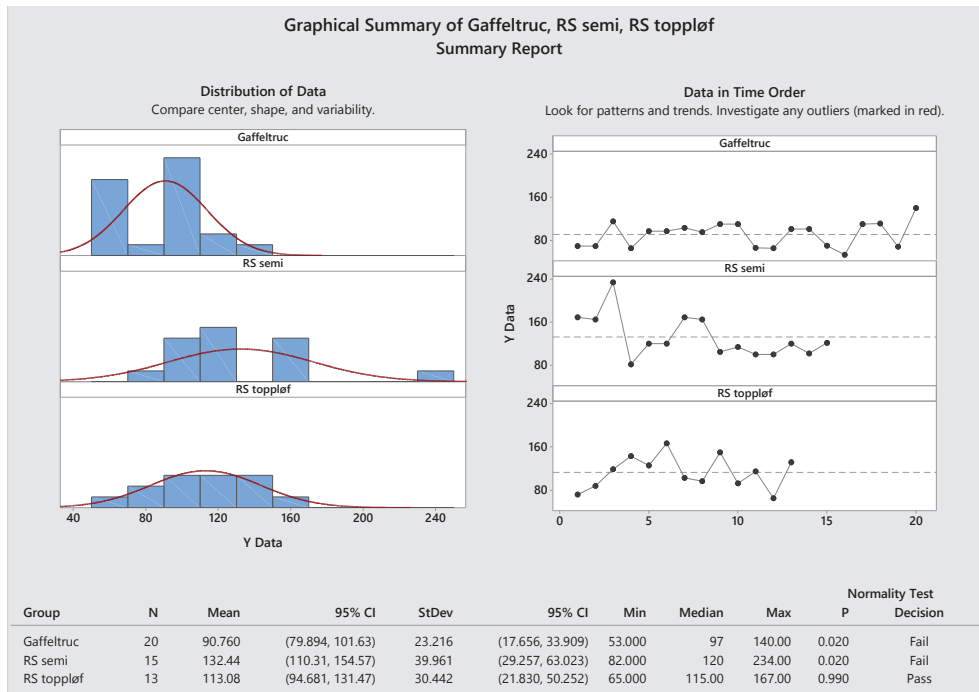 Graphical Summary of Gaffeltruc, RS semi, RS toppløf
Summary Report
Distribution of Data
Compare center, shape, and variability.
Gaffeltruc
RS semi
RS toppløf
40 80 120 160 200 240
Y Data
Data in Time Order
Look for patterns and trends. Investigate any outliers (marked in red).
Gaffeltruc
240
160
80
RS semi
240
160
80
RS toppløf
240
160
80
Y Data
0 5 10 15 20
Normality Test
Group N Mean 95% CI StDev 95% CI Min Median Max P Decision
Gaffeltruc 20 90.760 (79.894, 101.63) 23.216 (17.656, 33.909) 53.000 97 140.00 0.020 Fail
RS semi 15 132.44 (110.31, 154.57) 39.961 (29.257, 63.023) 82.000 120 234.00 0.020 Fail
RS toppløf 13 113.08 (94.681, 131.47) 30.442 (21.830, 50.252) 65.000 115.00 167.00 0.990 Pass